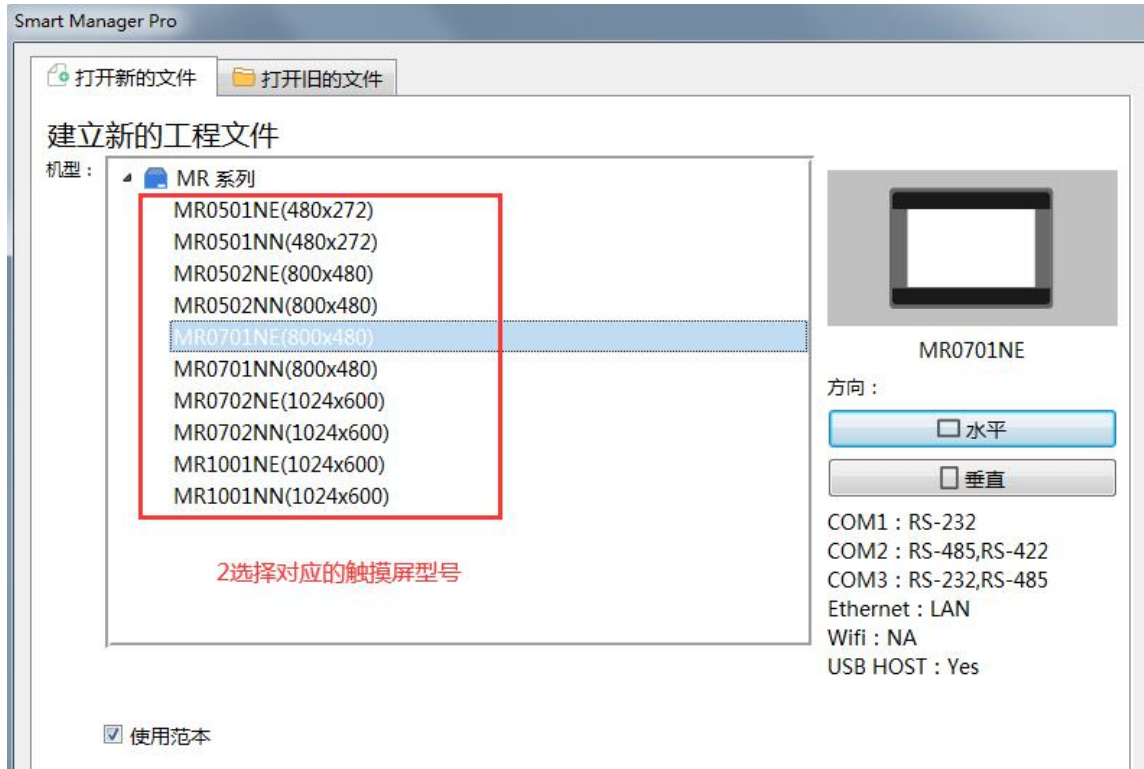 Smart Manager Pro
打开新的文件
打开旧的文件
建立新的工程文件
机型：
MR 系列
MR0501NE(480x272)
MR0501NN(480x272)
MR0502NE(800x480)
MR0502NN(800x480)
MR0701NE(800x480)
MR0701NN(800x480)
MR0702NE(1024x600)
MR0702NN(1024x600)
MR1001NE(1024x600)
MR1001NN(1024x600)
2选择对应的触摸屏型号
MR0701NE
方向：
水平
垂直
COM1：RS-232
COM2：RS-485,RS-422
COM3：RS-232,RS-485
Ethernet：LAN
Wifi：NA
USB HOST：Yes
使用范本